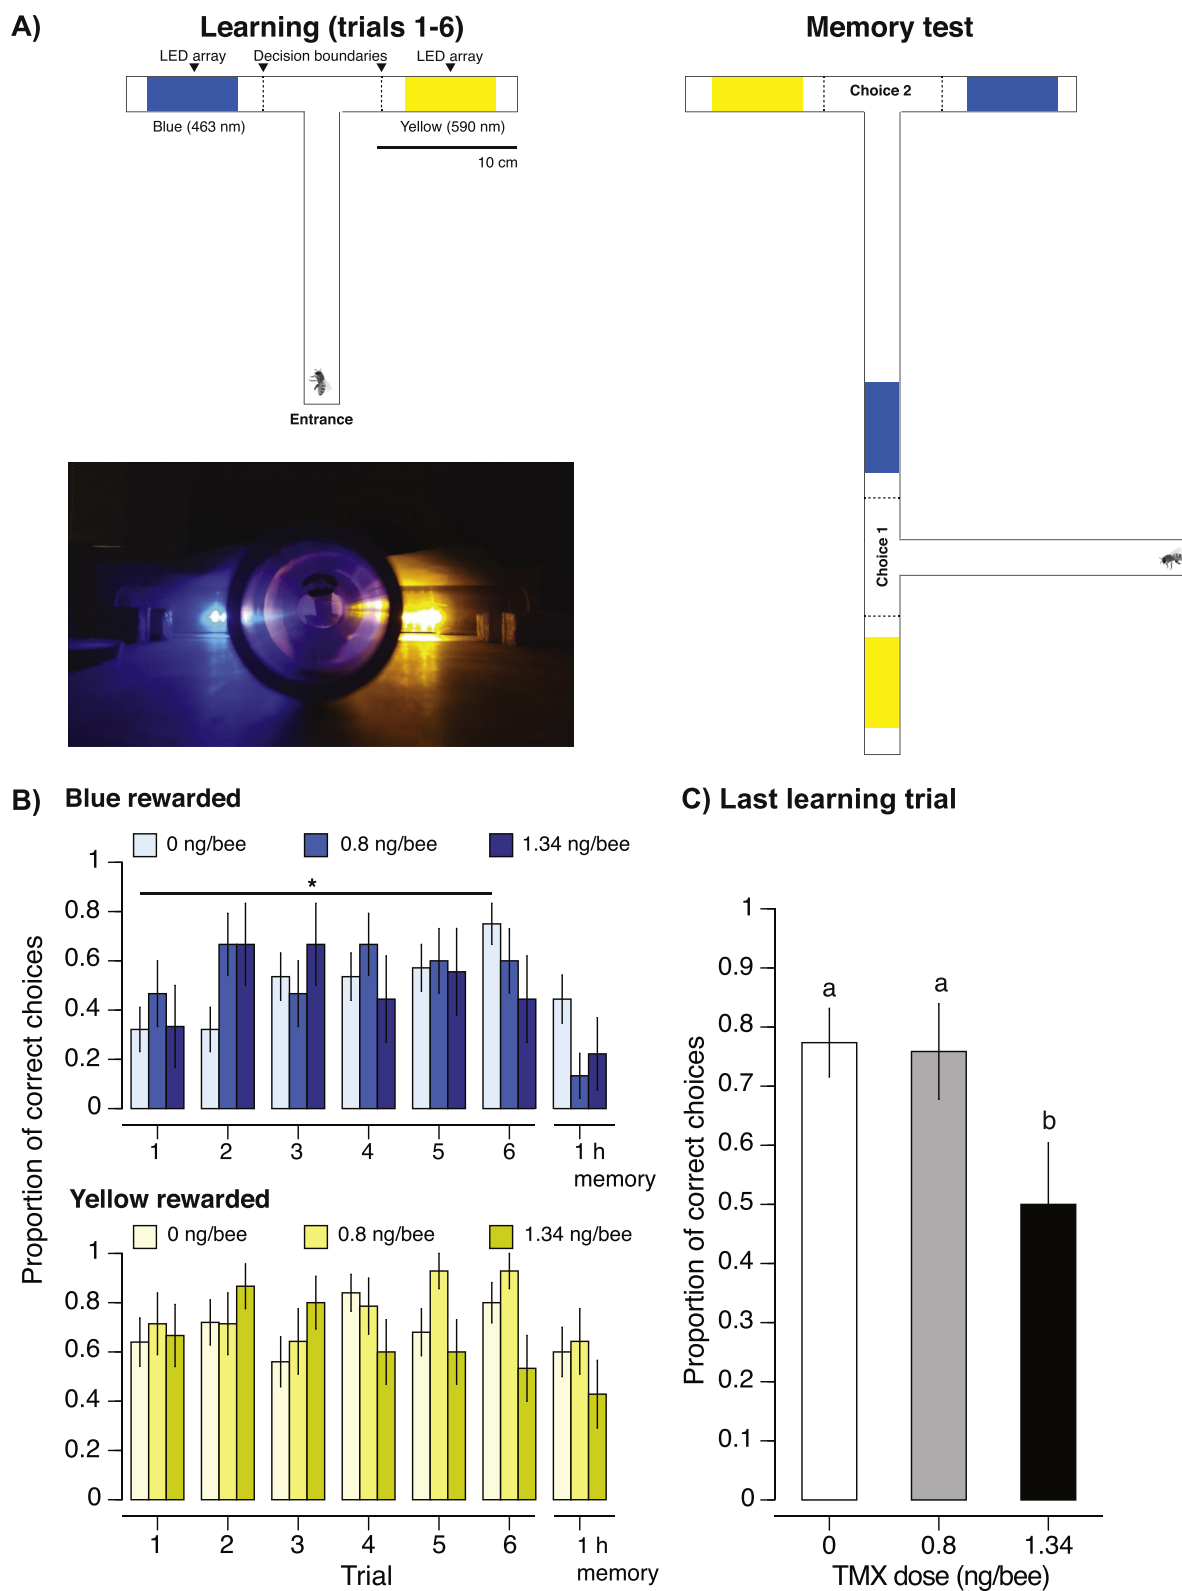 A)
Learning (trials 1-6)
LED array
Decision boundaries
LED array
Blue (463 nm)
Yellow (590 nm)
10 cm
Entrance
Memory test
Choice 2
Choice 1
B)
Blue rewarded
0 ng/bee
0.8 ng/bee
1.34 ng/bee
*
1
0.8
0.6
0.4
0.2
0
1
2
3
4
5
6
1 h
memory
Proportion of correct choices
Yellow rewarded
0 ng/bee
0.8 ng/bee
1.34 ng/bee
1
0.8
0.6
0.4
0.2
0
1
2
3
4
5
6
1 h
memory
Trial
C) Last learning trial
Proportion of correct choices
1
0.9
0.8
0.7
0.6
0.5
0.4
0.3
0.2
0.1
0
a
a
b
0
0.8
1.34
TMX dose (ng/bee)